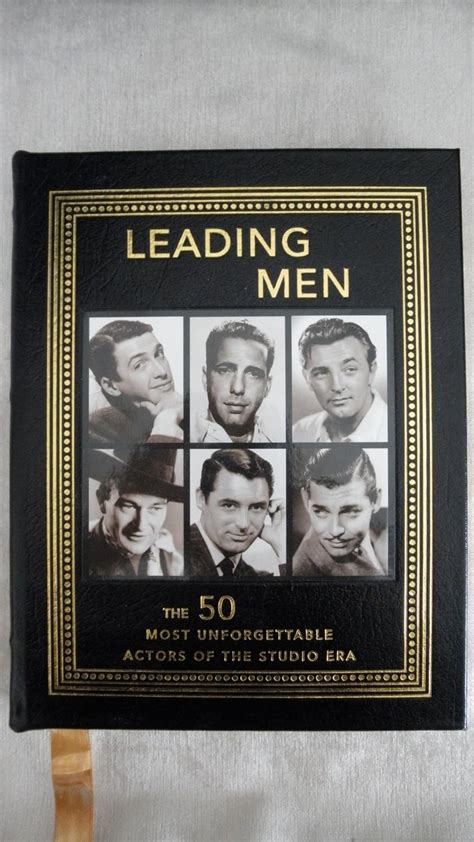 LEADING
MEN
THE 50
MOST UNFORGETTABLE
ACTORS OF THE STUDIO ERA